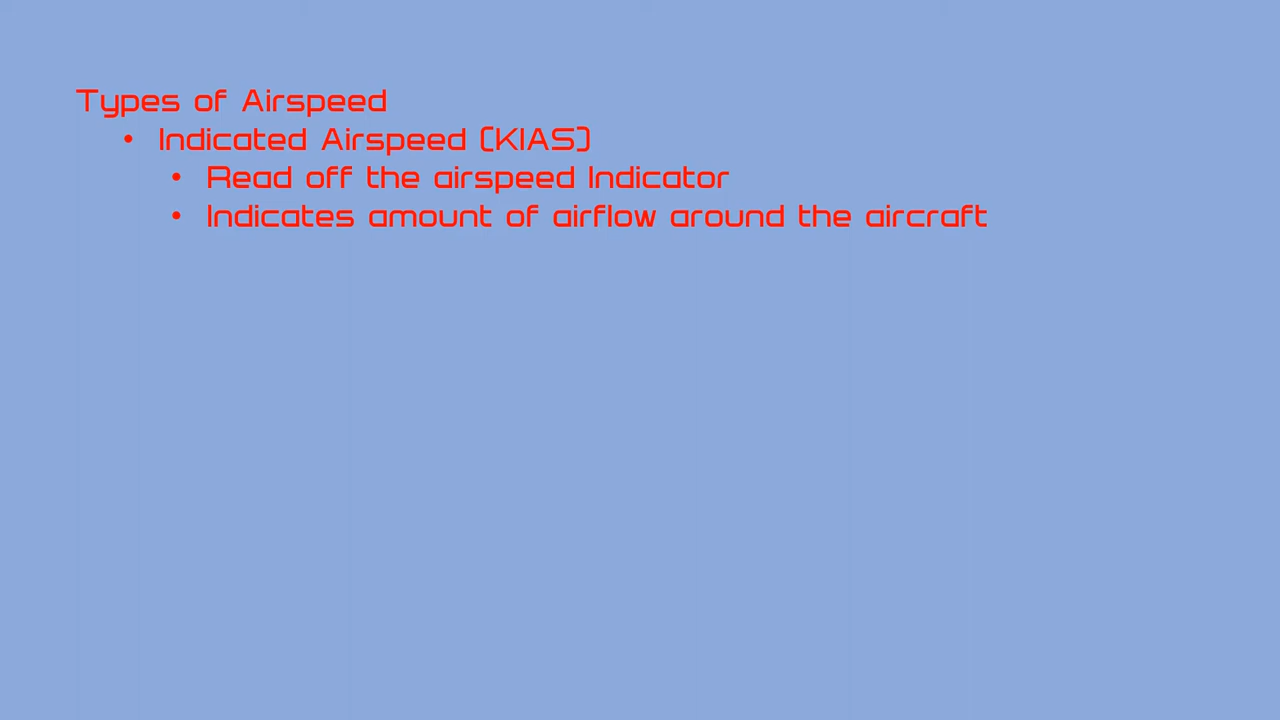 Types of Airspeed
• Indicated Airspeed (KIAS)
• Read off the airspeed Indicator
• Indicates amount of airflow around the aircraft